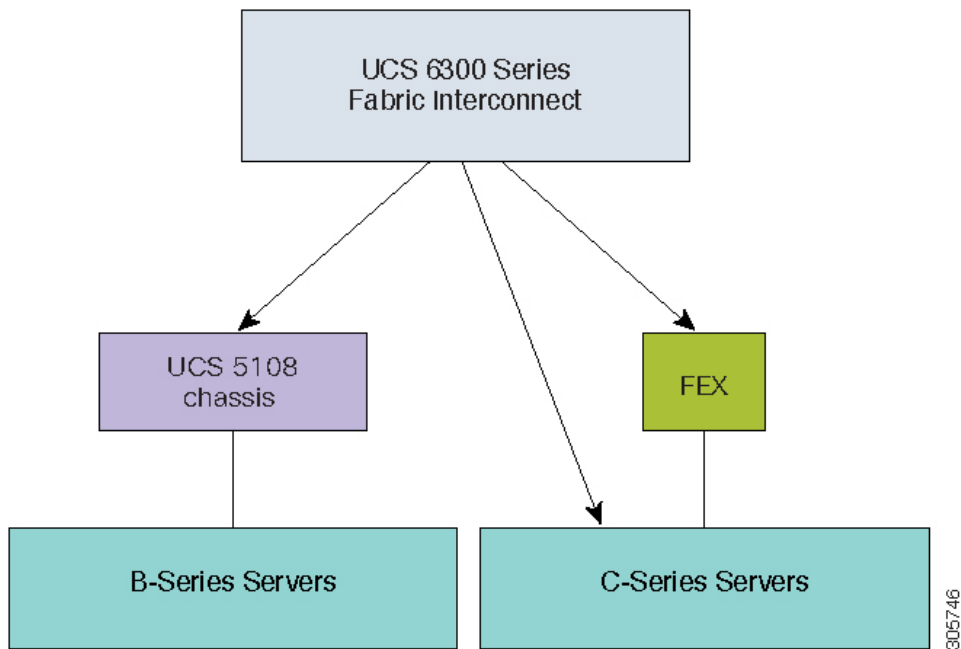 UCS 6300 Series
Fabric Interconnect
UCS 5108
chassis
FEX
B-Series Servers
C-Series Servers
305746